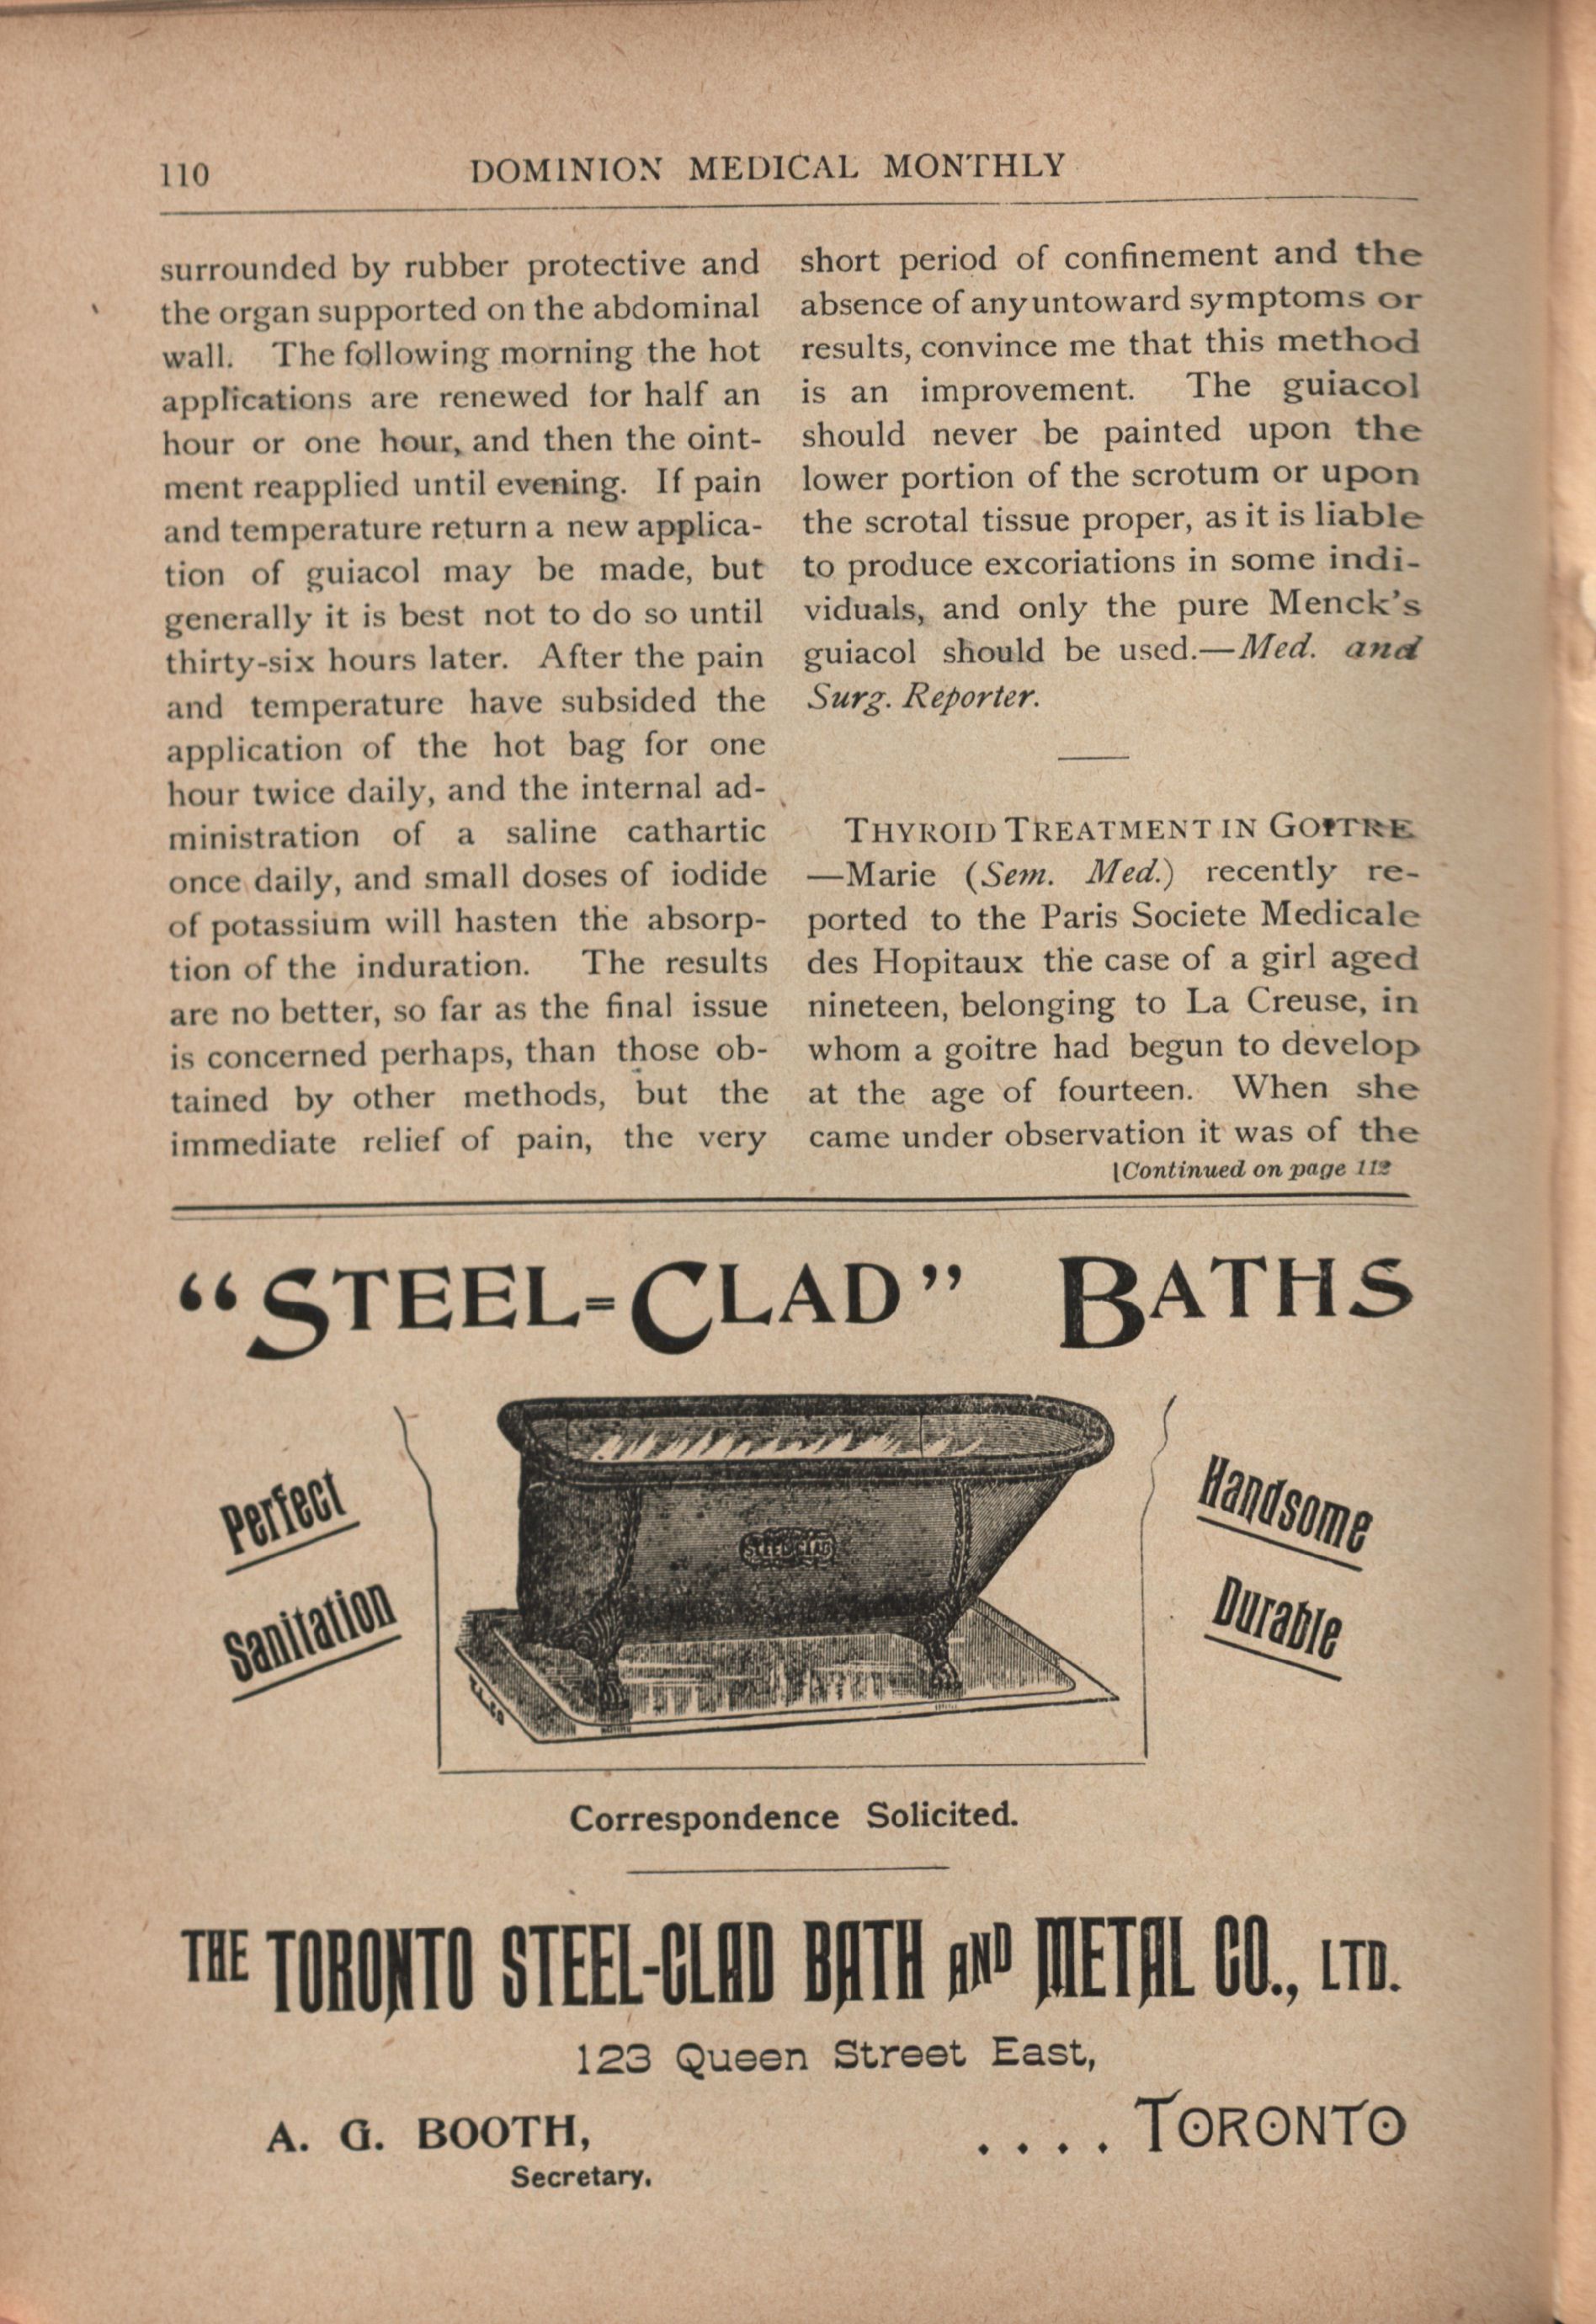 110
DOMINION MEDICAL MONTHLY
surrounded by rubber protective and
the organ supported on the abdominal
wall. The following morning the hot
applications are renewed for half an
hour or one hour, and then the oint-
ment reapplied until evening. If pain
and temperature return a new applica-
tion of guiacol may be made, but
generally it is best not to do so until
thirty-six hours later. After the pain
and temperature have subsided the
application of the hot bag for one
hour twice daily, and the internal ad-
ministration of a saline cathartic
once daily, and small doses of iodide
of potassium will hasten the absorp-
tion of the induration. The results
are no better, so far as the final issue
is concerned perhaps, than those ob-
tained by other methods, but the
immediate relief of pain, the very
short period of confinement and the
absence of any untoward symptoms or
results, convince me that this method
is an improvement. The guiacol
should never be painted upon the
lower portion of the scrotum or upon
the scrotal tissue proper, as it is liable
to produce excoriations in some indi-
viduals, and only the pure Menck's
guiacol should be used.—Med. and
Surg. Reporter.
THYROID TREATMENT IN GOITRE
—Marie (Sem. Med.) recently re-
ported to the Paris Societe Medicale
des Hopitaux the case of a girl aged
nineteen, belonging to La Creuse, in
whom a goitre had begun to develop
at the age of fourteen. When she
came under observation it was of the
[Continued on page 112
"STEEL-CLAD" BATHS
Perfect
Sanitation
STEEL CLAD
Handsome
Durable
Correspondence Solicited.
THE TORONTO STEEL-CLAD BATH AND METAL CO., LTD.
123 Queen Street East,
A. G. BOOTH,
Secretary.
. . . . TORONTO